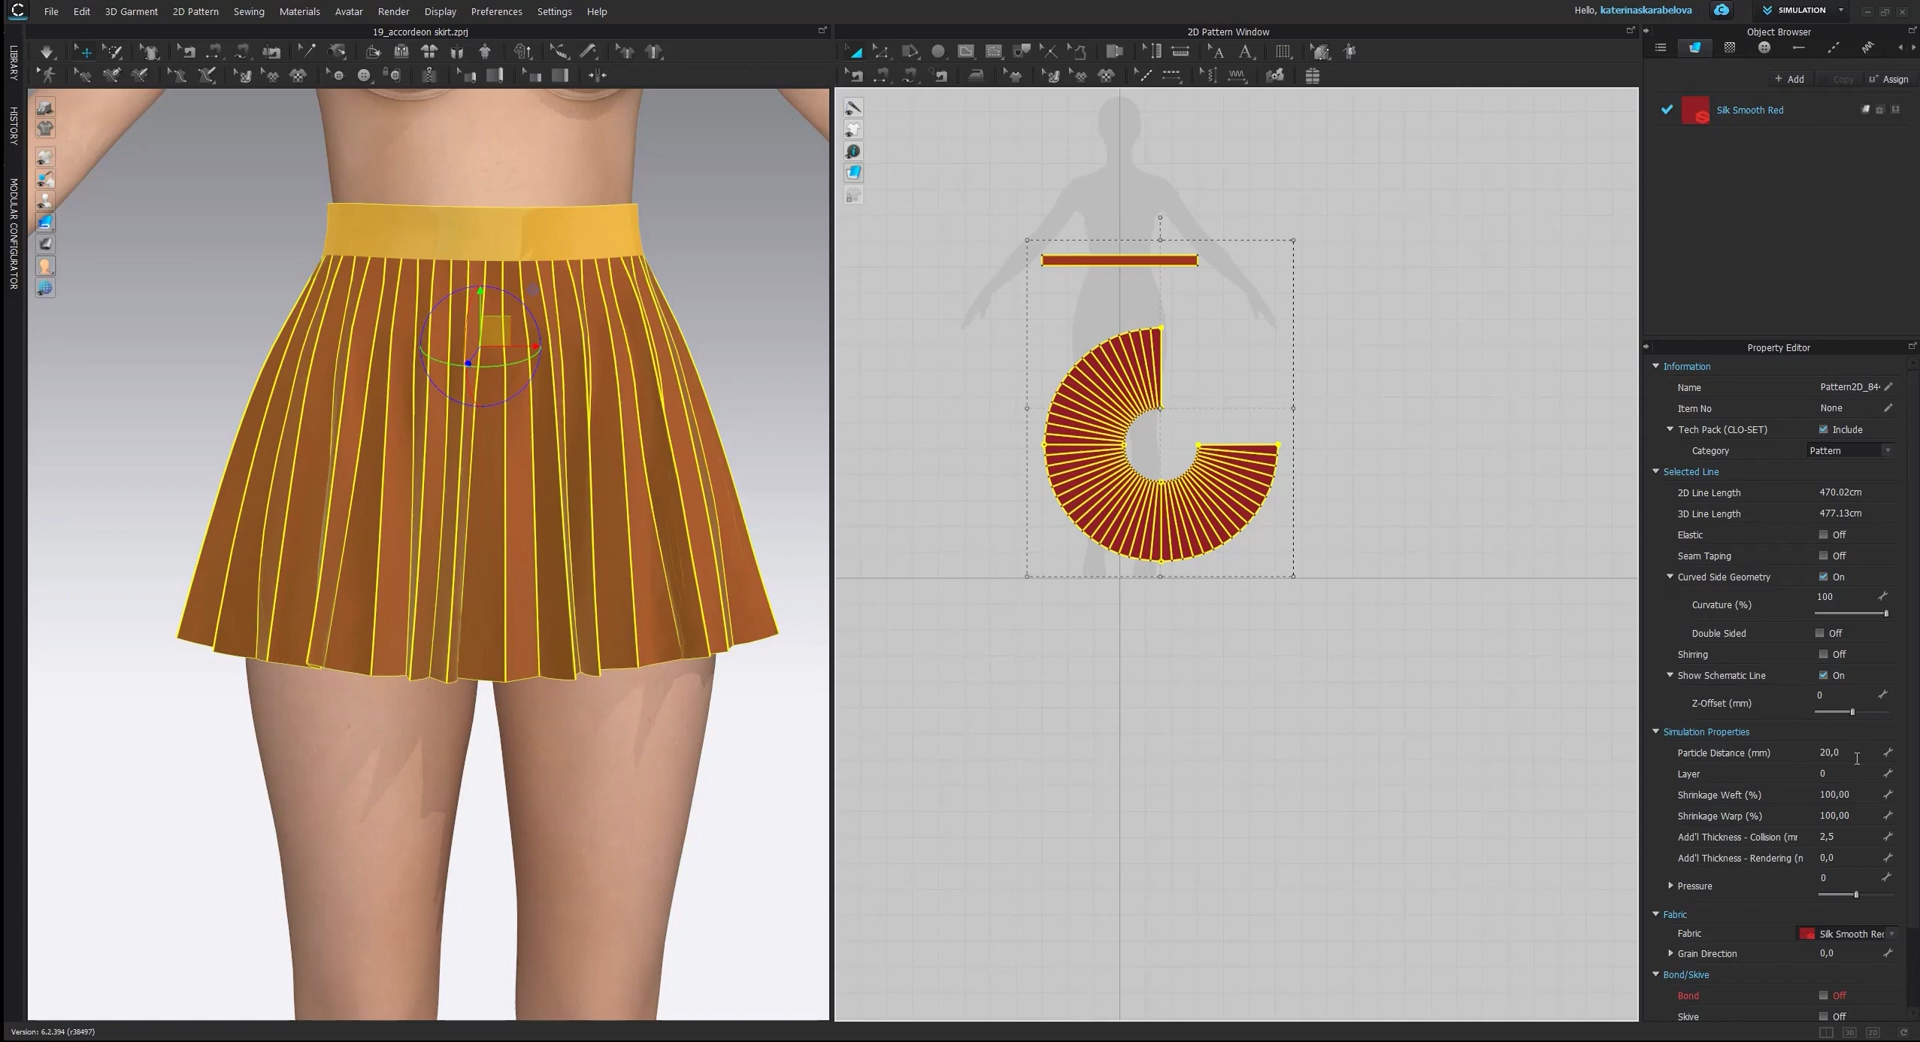 File Edit 3D Garment 2D Pattern Sewing Materials Avatar Render Display Preferences Settings Help
Hello, katerinaskarabelova
SIMULATION
19_accordeon skirt.zprj
2D Pattern Window
Object Browser
LIBRARY
HISTORY
MODULAR CONFIGURATOR
+ Add Copy Assign
Silk Smooth Red
Property Editor
Information
Name Pattern2D_84
Item No None
Tech Pack (CLO-SET) Include
Category Pattern
Selected Line
2D Line Length 470.02cm
3D Line Length 477.13cm
Elastic Off
Seam Taping Off
Curved Side Geometry On
Curvature (%) 100
Double Sided Off
Shirring Off
Show Schematic Line On
Z-Offset (mm) 0
Simulation Properties
Particle Distance (mm) 20,0
Layer 0
Shrinkage Weft (%) 100,00
Shrinkage Warp (%) 100,00
Add'l Thickness - Collision (mr 2,5
Add'l Thickness - Rendering (n 0,0
Pressure 0
Fabric
Fabric Silk Smooth Red
Grain Direction 0,0
Bond/Skive
Bond Off
Skive Off
Version: 6.2.394 (r38497)
3D 2D